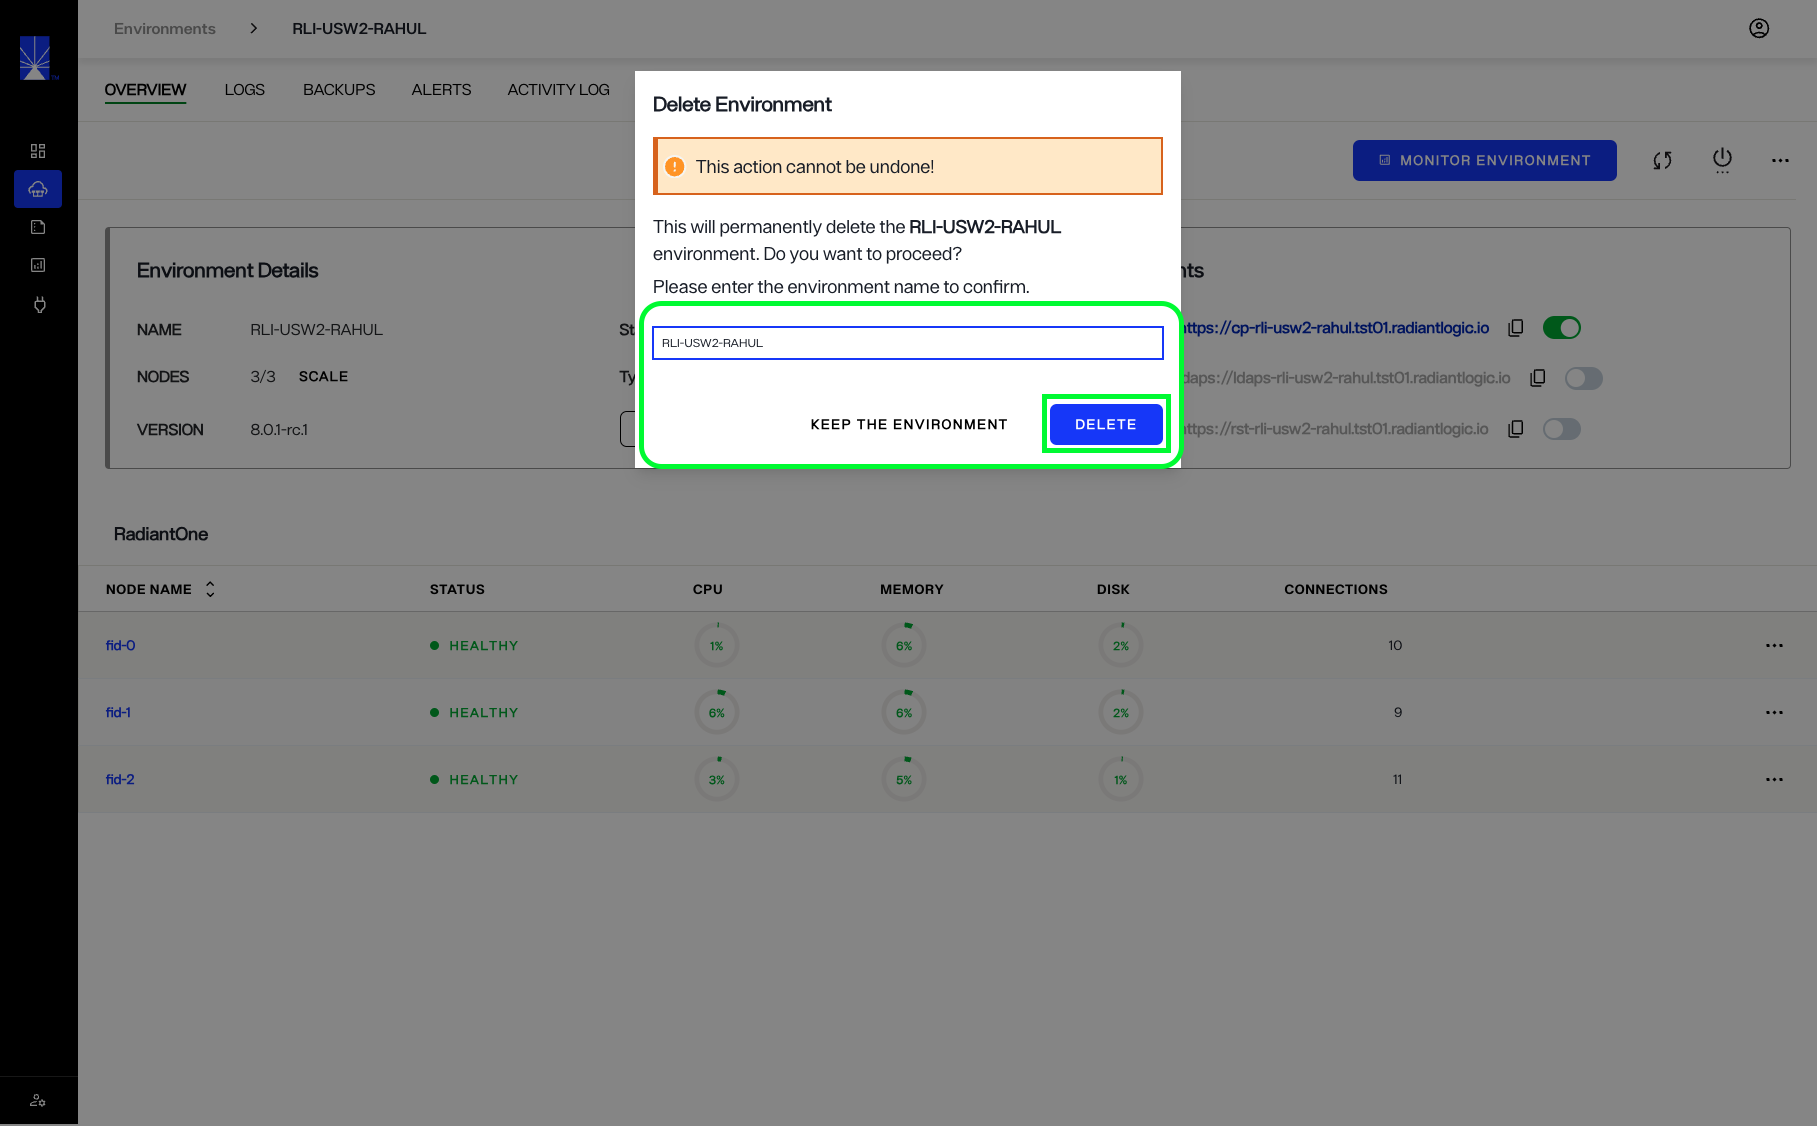 Environments > RLI-USW2-RAHUL
OVERVIEW LOGS BACKUPS ALERTS ACTIVITY LOG
MONITOR ENVIRONMENT
Delete Environment
This action cannot be undone!
This will permanently delete the RLI-USW2-RAHUL
environment. Do you want to proceed?
Please enter the environment name to confirm.
RLI-USW2-RAHUL
KEEP THE ENVIRONMENT DELETE
Environment Details
NAME RLI-USW2-RAHUL
NODES 3/3 SCALE
VERSION 8.0.1-rc.1
ttps://cp-rli-usw2-rahul.tst01.radiantlogic.io
daps://ldaps-rli-usw2-rahul.tst01.radiantlogic.io
ttps://rst-rli-usw2-rahul.tst01.radiantlogic.io
RadiantOne
NODE NAME STATUS CPU MEMORY DISK CONNECTIONS
fid-0 HEALTHY 1% 6% 2% 10
fid-1 HEALTHY 6% 6% 2% 9
fid-2 HEALTHY 3% 5% 1% 11